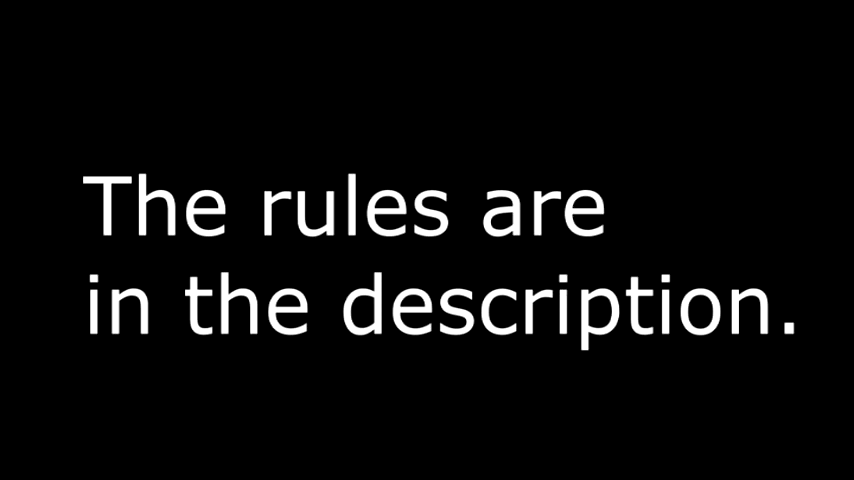 The rules are
in the description.